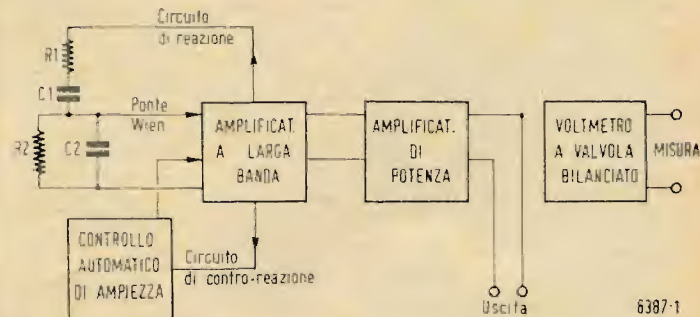 Circuito
di reazione
R1
C1
Ponte
Wien
R2
C2
AMPLIFICAT.
A LARGA
BANDA
AMPLIFICAT.
DI
POTENZA
VOLTMETRO
A VALVOLA
BILANCIATO
MISURA
CONTROLLO
AUTOMATICO
DI AMPIEZZA
Circuito
di contro-reazione
Uscita
6387-1